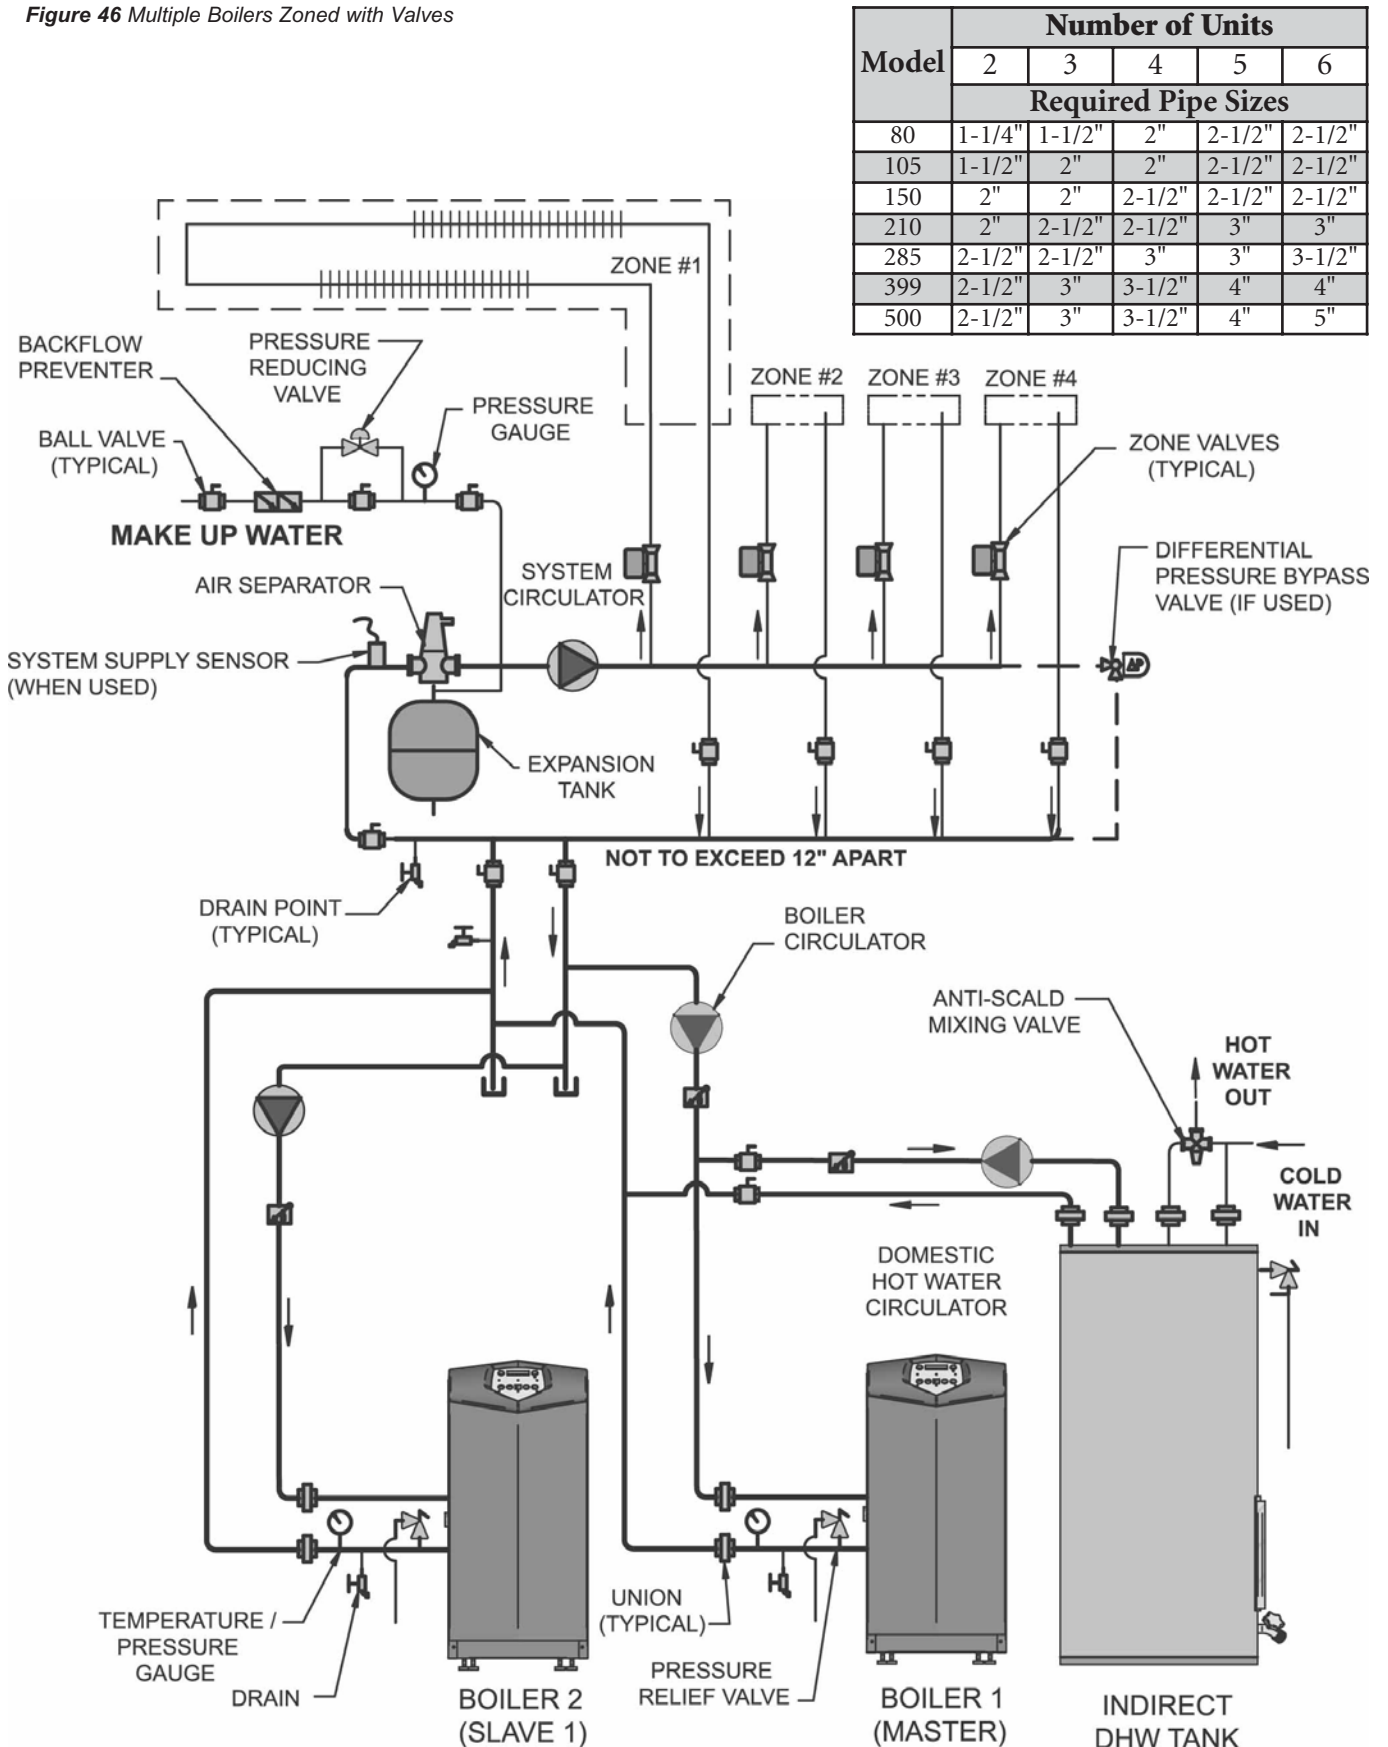 Figure 46 Multiple Boilers Zoned with Valves
Model
Number of Units
2 3 4 5 6
Required Pipe Sizes
80 1-1/4" 1-1/2" 2" 2-1/2" 2-1/2"
105 1-1/2" 2" 2" 2-1/2" 2-1/2"
150 2" 2" 2-1/2" 2-1/2" 2-1/2"
210 2" 2-1/2" 2-1/2" 3" 3"
285 2-1/2" 2-1/2" 3" 3" 3-1/2"
399 2-1/2" 3" 3-1/2" 4" 4"
500 2-1/2" 3" 3-1/2" 4" 5"
ZONE #1
BACKFLOW
PREVENTER
PRESSURE
REDUCING
VALVE
PRESSURE
GAUGE
BALL VALVE
(TYPICAL)
MAKE UP WATER
ZONE #2
ZONE #3
ZONE #4
ZONE VALVES
(TYPICAL)
AIR SEPARATOR
SYSTEM
CIRCULATOR
DIFFERENTIAL
PRESSURE BYPASS
VALVE (IF USED)
ΔP
SYSTEM SUPPLY SENSOR
(WHEN USED)
EXPANSION
TANK
NOT TO EXCEED 12" APART
DRAIN POINT
(TYPICAL)
BOILER
CIRCULATOR
ANTI-SCALD
MIXING VALVE
HOT
WATER
OUT
COLD
WATER
IN
DOMESTIC
HOT WATER
CIRCULATOR
TEMPERATURE /
PRESSURE
GAUGE
DRAIN
UNION
(TYPICAL)
PRESSURE
RELIEF VALVE
BOILER 2
(SLAVE 1)
BOILER 1
(MASTER)
INDIRECT
DHW TANK